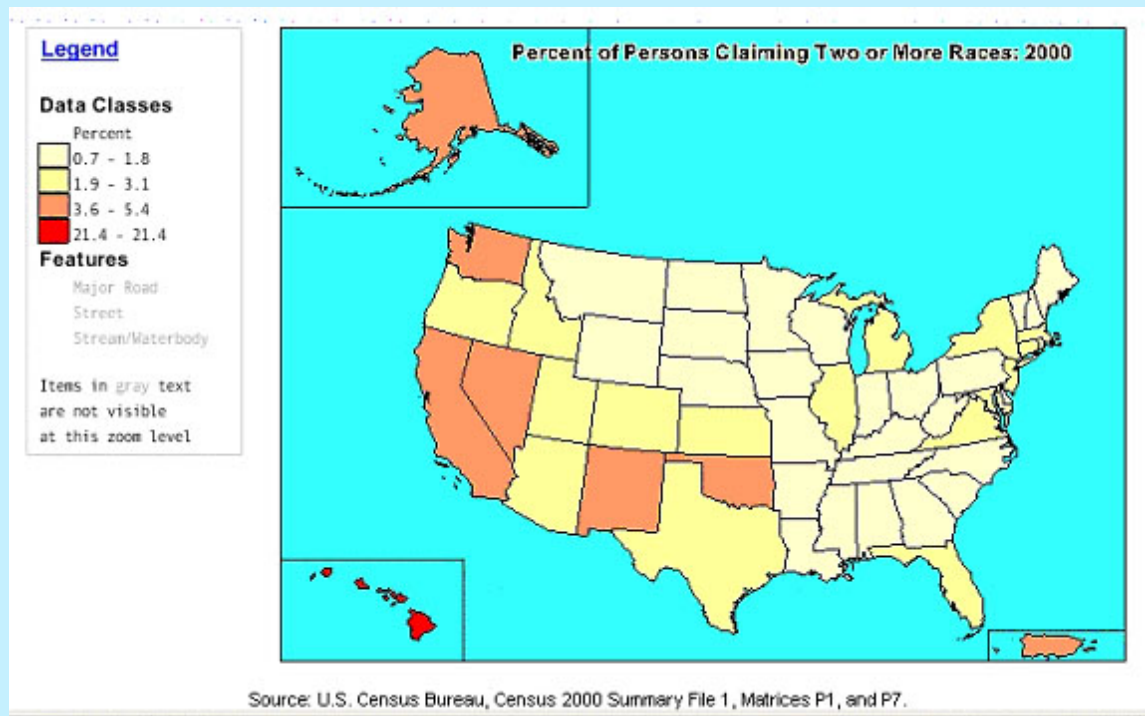 Legend
Data Classes
Percent
0.7 - 1.8
1.9 - 3.1
3.6 - 5.4
21.4 - 21.4
Features
Major Road
Street
Stream/Waterbody
Items in gray text
are not visible
at this zoom level
Percent of Persons Claiming Two or More Races: 2000
Source: U.S. Census Bureau, Census 2000 Summary File 1, Matrices P1, and P7.